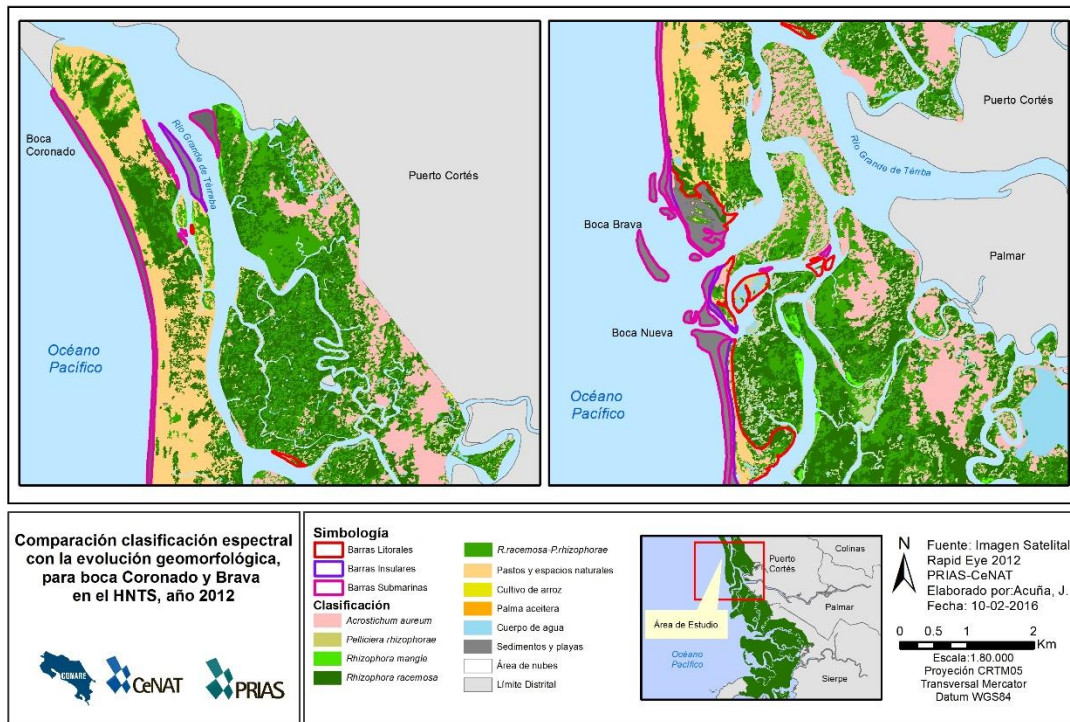 Boca
Coronado
Río Grande de Térraba
Puerto Cortés
Océano
Pacífico
Puerto Cortés
Río Grande de Térrba
Boca Brava
Palmar
Boca Nueva
Océano
Pacífico
Comparación clasificación espectral
con la evolución geomorfológica,
para boca Coronado y Brava
en el HNTS, año 2012
CONARE
CeNAT
PRIAS
Simbología
Barras Litorales
Barras Insulares
Barras Submarinas
Clasificación
Acrostichum aureum
Pelliciera rhizophorae
Rhizophora mangle
Rhizophora racemosa
R.racemosa-P.rhizophorae
Pastos y espacios naturales
Cultivo de arroz
Palma aceitera
Cuerpo de agua
Sedimentos y playas
Área de nubes
Límite Distrital
Puerto
Cortés
Colinas
Palmar
Área de Estudio
Océano
Pacífico
Sierpe
N
Fuente: Imagen Satelital
Rapid Eye 2012
PRIAS-CeNAT
Elaborado por:Acuña, J.
Fecha: 10-02-2016
0 0.5 1 2
Km
Escala:1.80.000
Proyeción CRTM05
Transversal Mercator
Datum WGS84